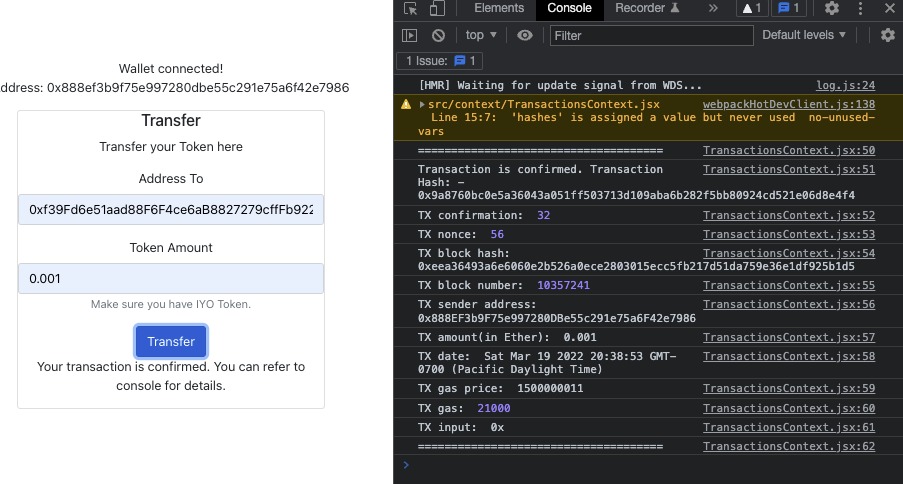 Wallet connected!
ddress: 0x888ef3b9f75e997280dbe55c291e75a6f42e7986
Transfer
Transfer your Token here
Address To
0xf39Fd6e51aad88F6F4ce6aB8827279cffFb922
Token Amount
0.001
Make sure you have IYO Token.
Transfer
Your transaction is confirmed. You can refer to
console for details.
Elements Console Recorder » 1 1
top Filter Default levels
1 Issue: 1
[HMR] Waiting for update signal from WDS... log.js:24
src/context/TransactionsContext.jsx webpackHotDevClient.js:138
Line 15:7: 'hashes' is assigned a value but never used no-unused-
vars
===================================== TransactionsContext.jsx:50
Transaction is confirmed. Transaction TransactionsContext.jsx:51
Hash: -
0x9a8760bc0e5a36043a051ff503713d109aba6b282f5bb80924cd521e06d8e4f4
TX confirmation: 32 TransactionsContext.jsx:52
TX nonce: 56 TransactionsContext.jsx:53
TX block hash: TransactionsContext.jsx:54
0xeea36493a6e6060e2b526a0ece2803015ecc5fb217d51da759e36e1df925b1d5
TX block number: 10357241 TransactionsContext.jsx:55
TX sender address: TransactionsContext.jsx:56
0x888EF3b9F75e997280DBe55c291e75a6F42e7986
TX amount(in Ether): 0.001 TransactionsContext.jsx:57
TX date: Sat Mar 19 2022 20:38:53 GMT- TransactionsContext.jsx:58
0700 (Pacific Daylight Time)
TX gas price: 1500000011 TransactionsContext.jsx:59
TX gas: 21000 TransactionsContext.jsx:60
TX input: 0x TransactionsContext.jsx:61
===================================== TransactionsContext.jsx:62